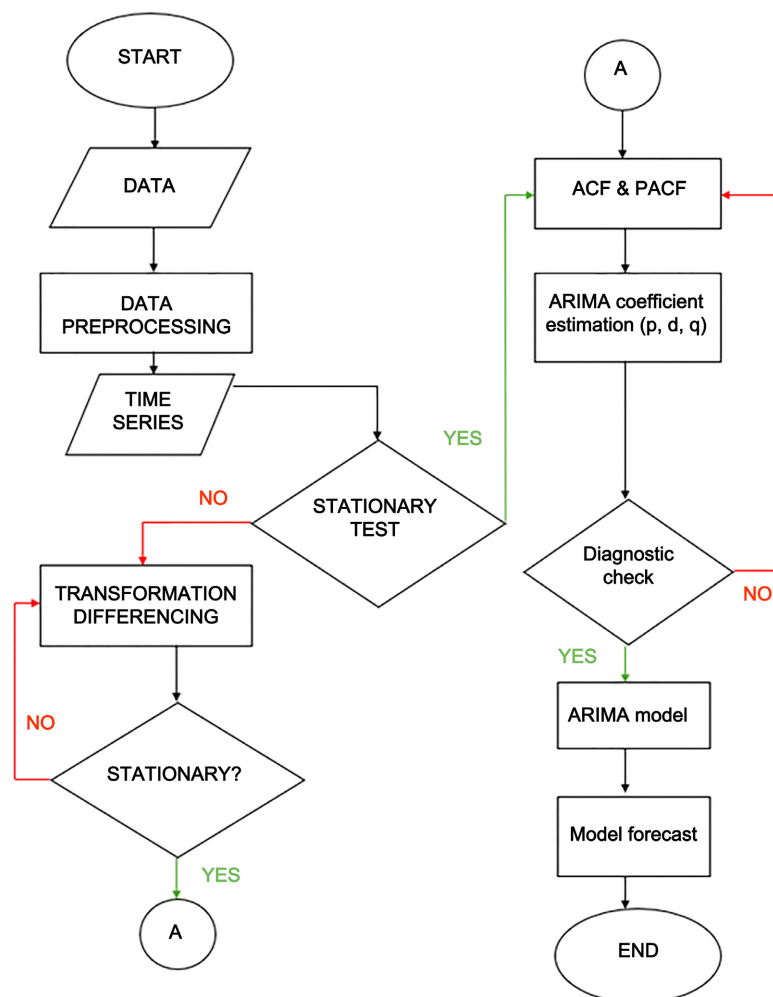 START
DATA
DATA
PREPROCESSING
TIME
SERIES
YES
NO
STATIONARY
TEST
TRANSFORMATION
DIFFERENCING
NO
STATIONARY?
YES
A
A
ACF & PACF
ARIMA coefficient
estimation (p, d, q)
Diagnostic
check
NO
YES
ARIMA model
Model forecast
END